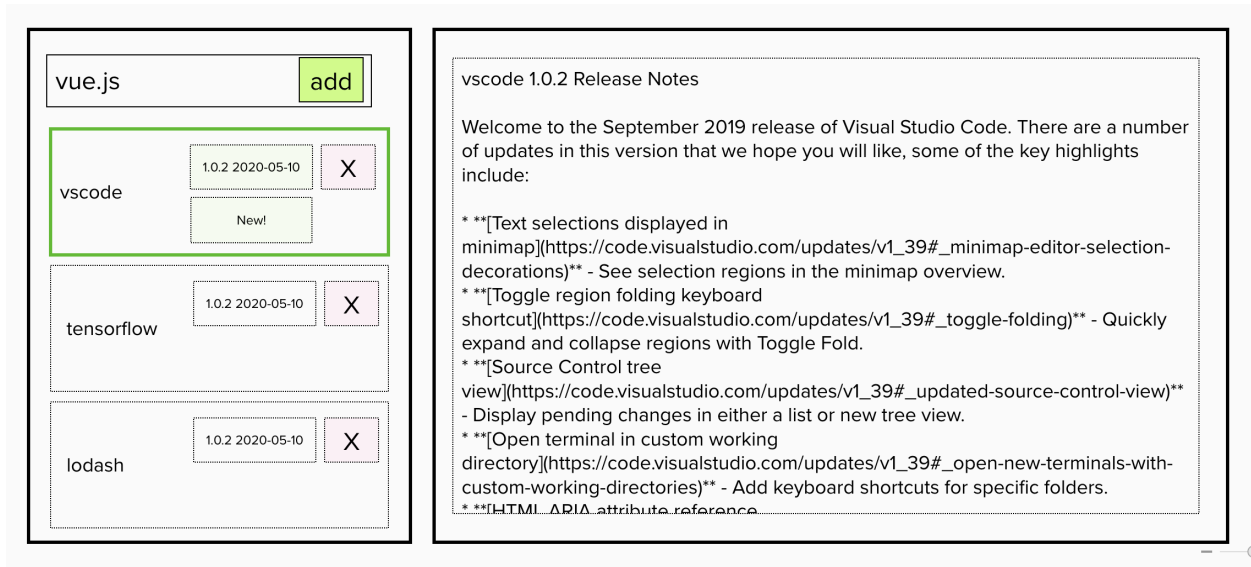 vue.js
add
vscode
1.0.2 2020-05-10
X
New!
tensorflow
1.0.2 2020-05-10
X
lodash
1.0.2 2020-05-10
X
vscode 1.0.2 Release Notes
Welcome to the September 2019 release of Visual Studio Code. There are a number
of updates in this version that we hope you will like, some of the key highlights
include:
* **[Text selections displayed in
minimap](https://code.visualstudio.com/updates/v1_39#_minimap-editor-selection-
decorations)** - See selection regions in the minimap overview.
* **[Toggle region folding keyboard
shortcut](https://code.visualstudio.com/updates/v1_39#_toggle-folding)** - Quickly
expand and collapse regions with Toggle Fold.
* **[Source Control tree
view](https://code.visualstudio.com/updates/v1_39#_updated-source-control-view)**
- Display pending changes in either a list or new tree view.
* **[Open terminal in custom working
directory](https://code.visualstudio.com/updates/v1_39#_open-new-terminals-with-
custom-working-directories)** - Add keyboard shortcuts for specific folders.
* **[HTML ARIA attribute reference